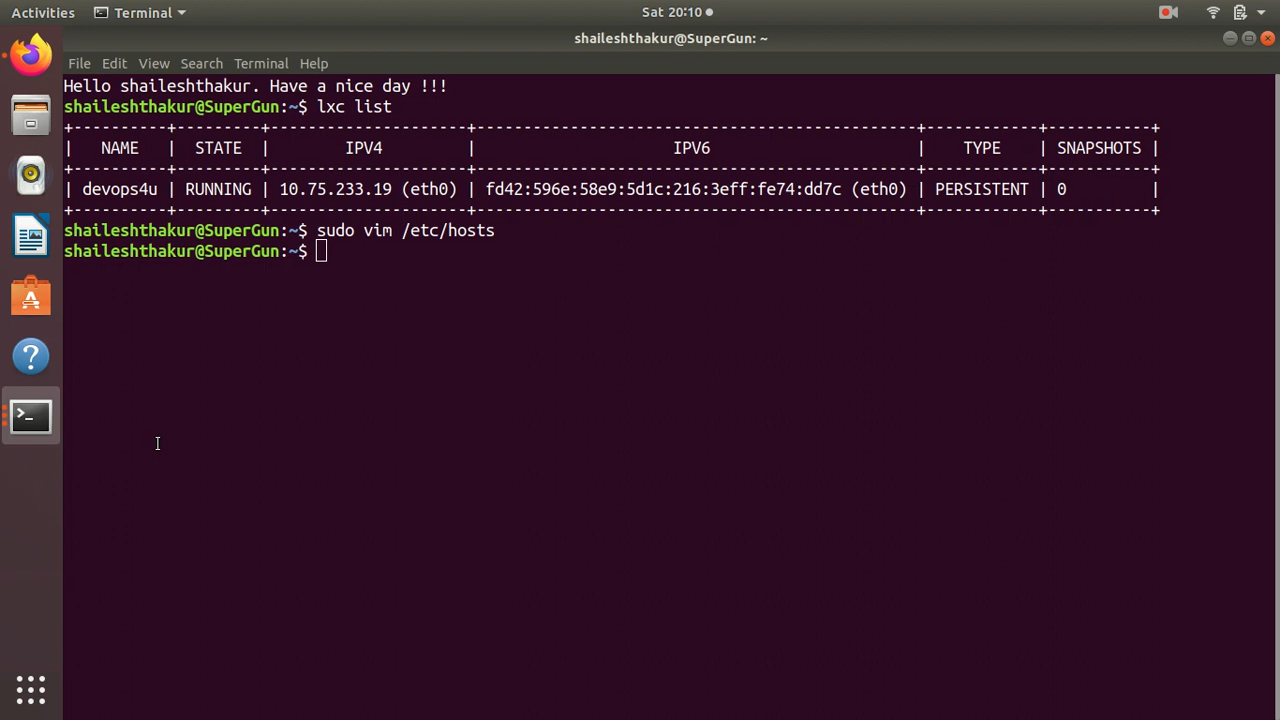 Activities Terminal Sat 20:10
shaileshthakur@SuperGun: ~
File Edit View Search Terminal Help
Hello shaileshthakur. Have a nice day !!!
shaileshthakur@SuperGun:~$ lxc list
+----------+---------+---------------------+-----------------------------------------------+------------+-----------+
| NAME | STATE | IPV4 | IPV6 | TYPE | SNAPSHOTS |
+----------+---------+---------------------+-----------------------------------------------+------------+-----------+
| devops4u | RUNNING | 10.75.233.19 (eth0) | fd42:596e:58e9:5d1c:216:3eff:fe74:dd7c (eth0) | PERSISTENT | 0 |
+----------+---------+---------------------+-----------------------------------------------+------------+-----------+
shaileshthakur@SuperGun:~$ sudo vim /etc/hosts
shaileshthakur@SuperGun:~$